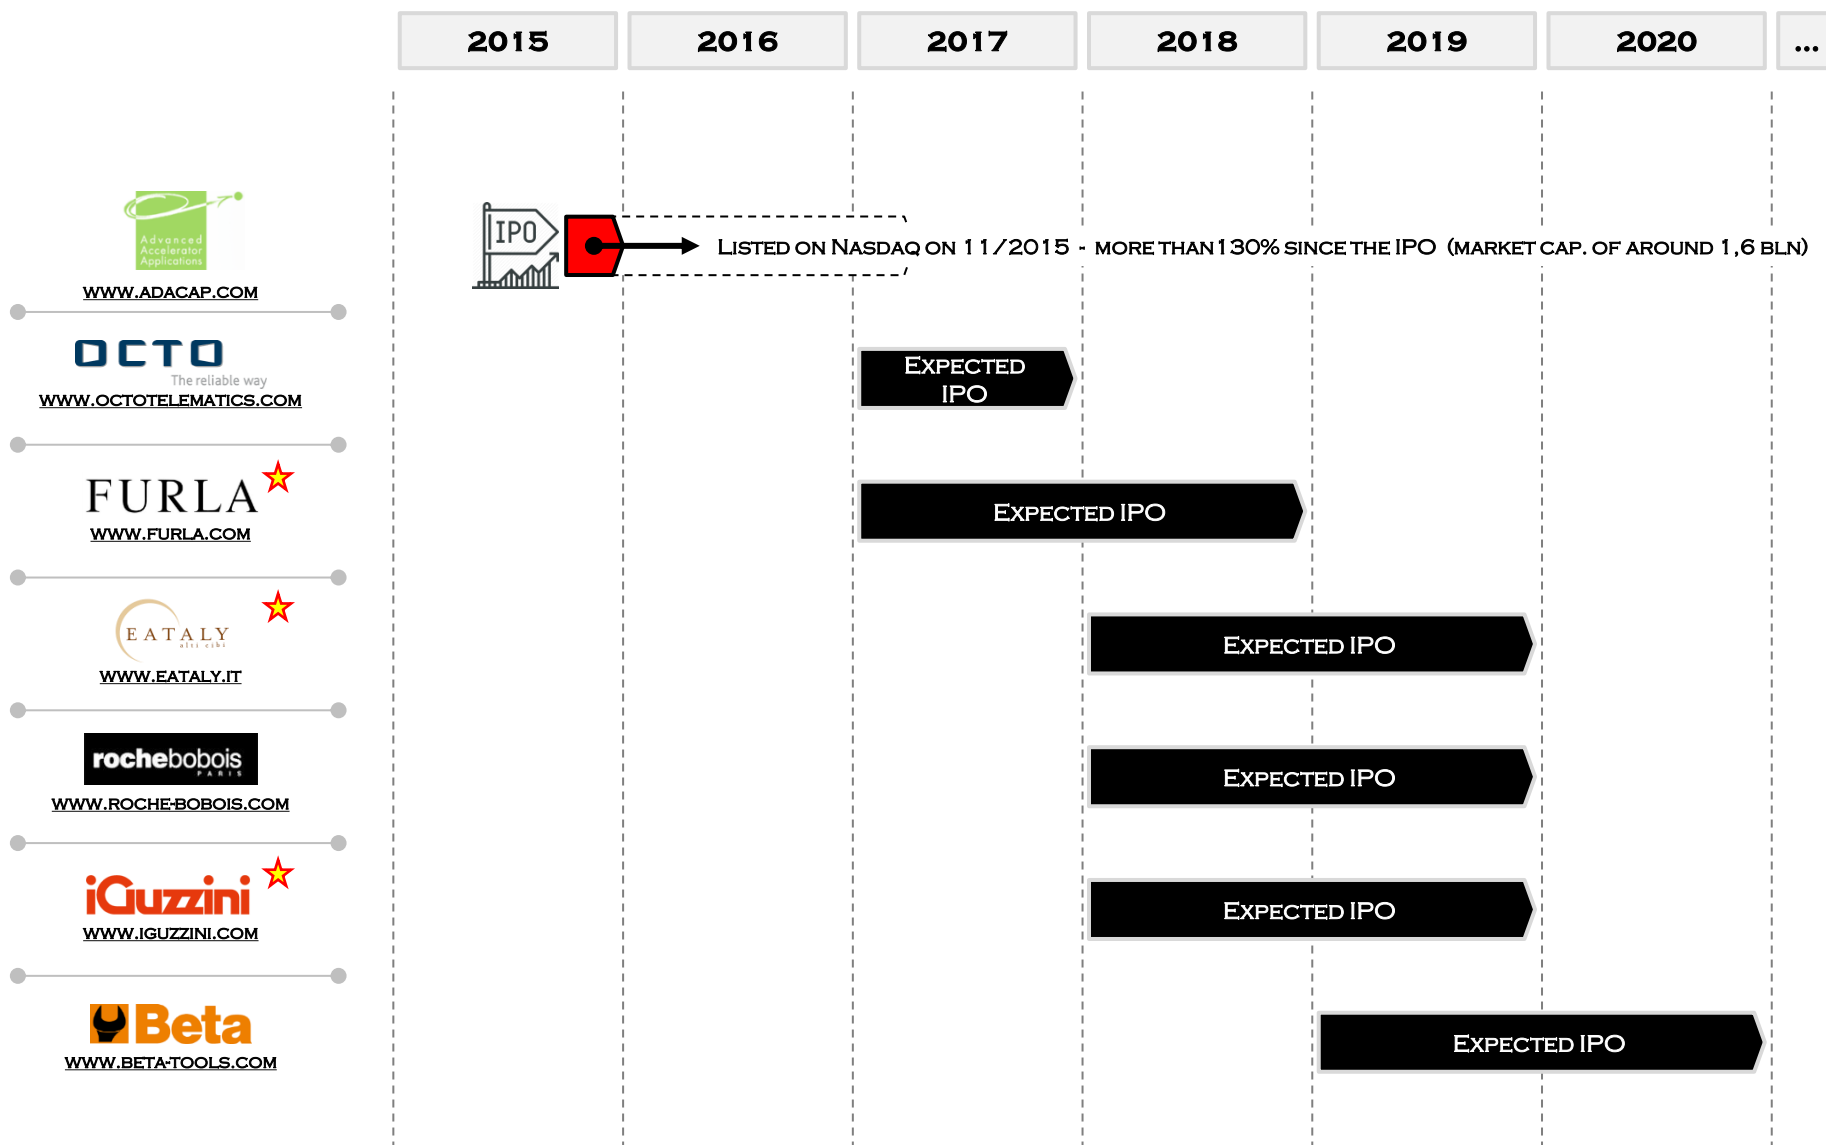 2015 2016 2017 2018 2019 2020 ...
Advanced
Accelerator
Applications
IPO
LISTED ON NASDAQ ON 11/2015 - MORE THAN 130% SINCE THE IPO (MARKET CAP. OF AROUND 1,6 BLN)
WWW.ADACAP.COM
OCTO
The reliable way
WWW.OCTOTELEMATICS.COM
EXPECTED
IPO
FURLA
WWW.FURLA.COM
EXPECTED IPO
EATALY
alti cibi
WWW.EATALY.IT
EXPECTED IPO
rochebobois
PARIS
WWW.ROCHE-BOBOIS.COM
EXPECTED IPO
iGuzzini
WWW.IGUZZINI.COM
EXPECTED IPO
Beta
WWW.BETA-TOOLS.COM
EXPECTED IPO